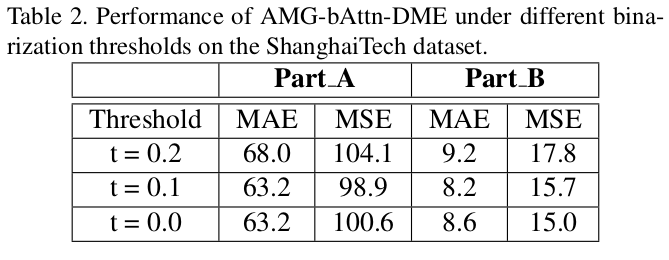 Table 2. Performance of AMG-bAttn-DME under different bina-
rization thresholds on the ShanghaiTech dataset.
Part_A Part_B
Threshold MAE MSE MAE MSE
t = 0.2 68.0 104.1 9.2 17.8
t = 0.1 63.2 98.9 8.2 15.7
t = 0.0 63.2 100.6 8.6 15.0